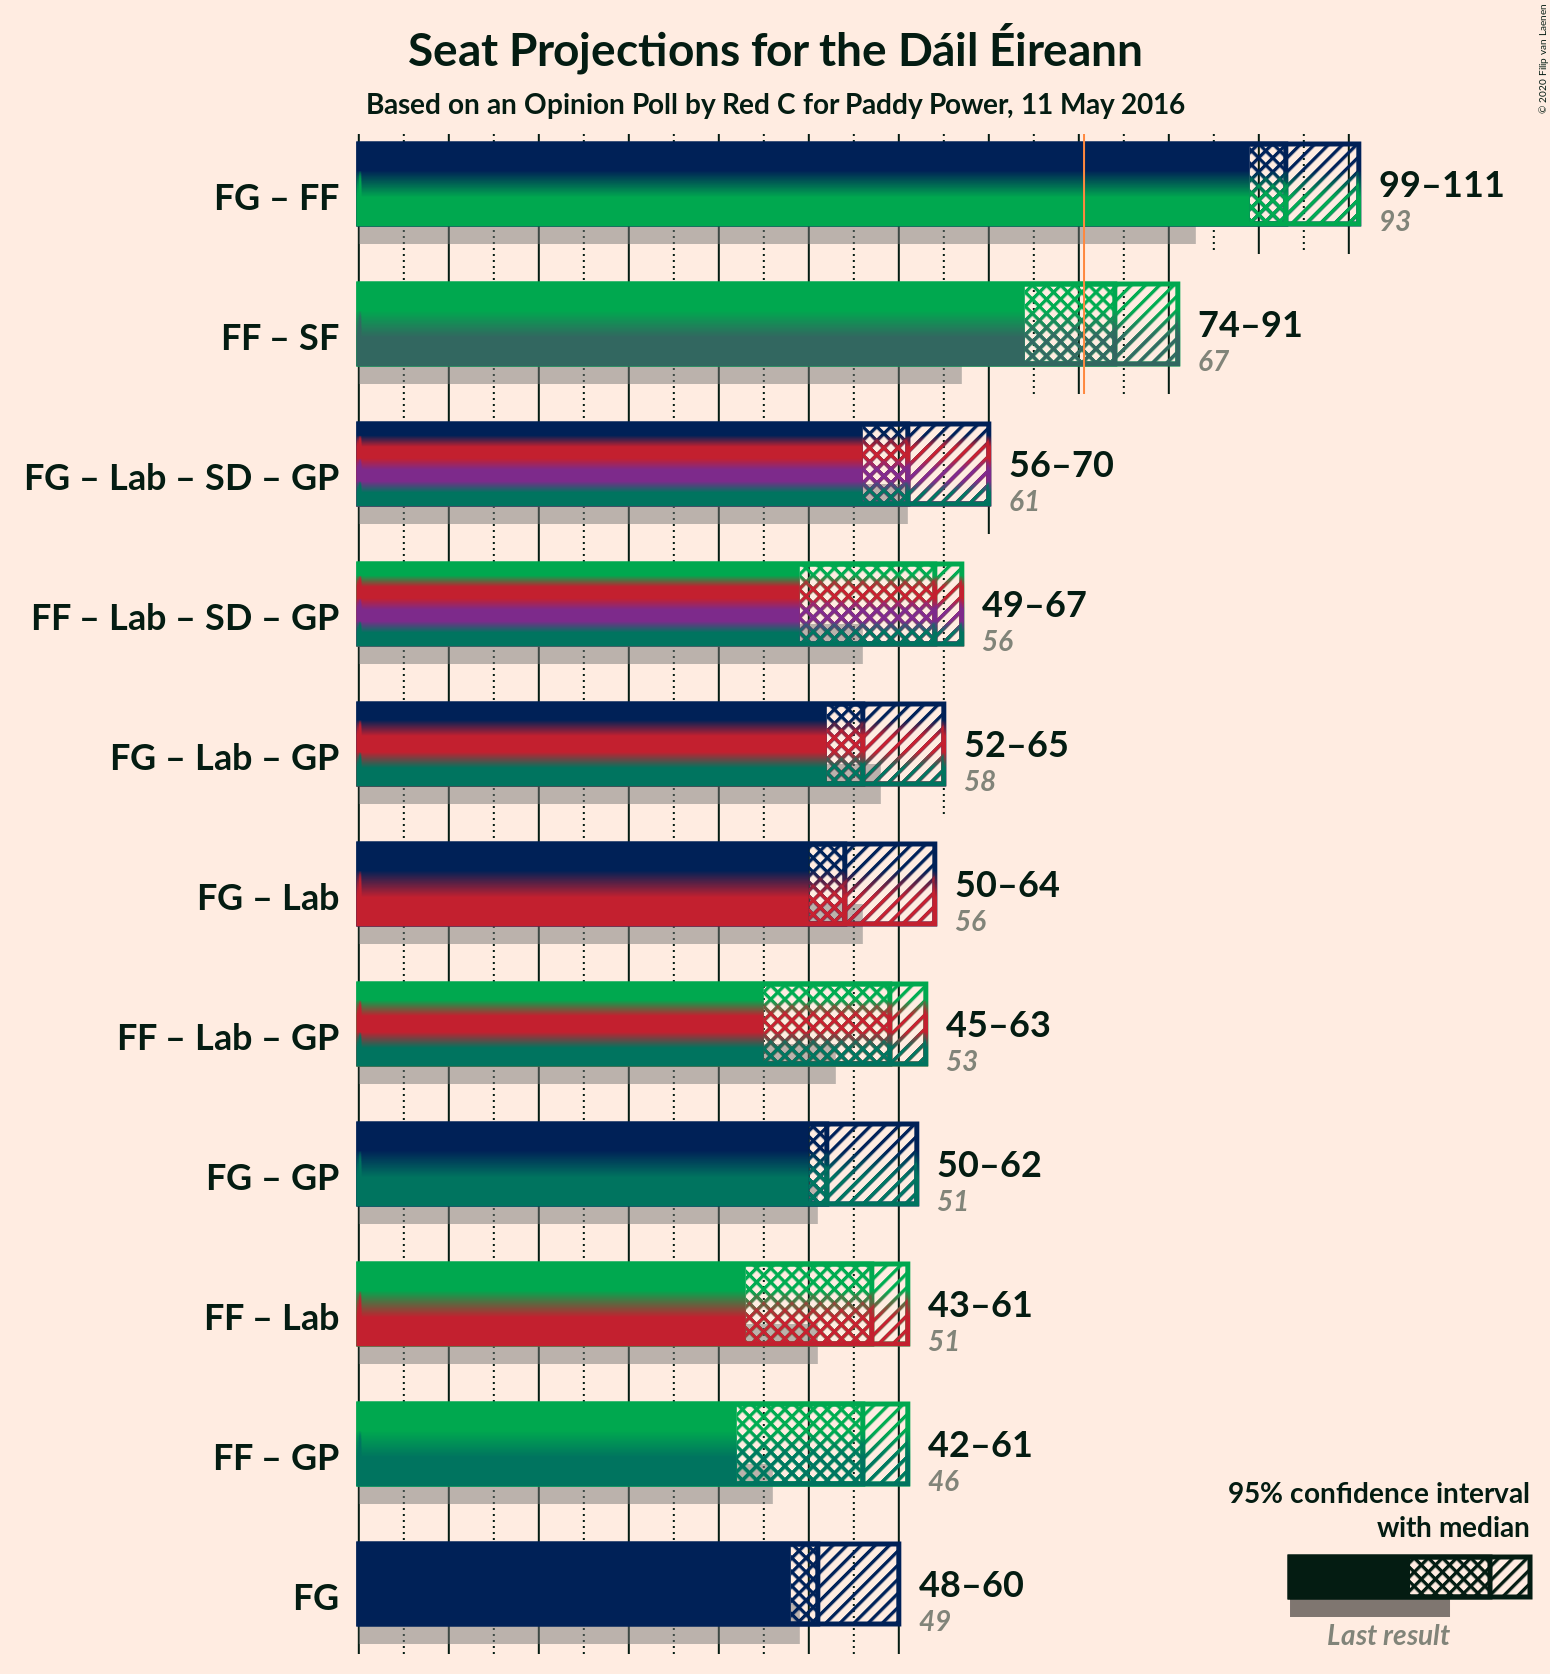 Seat Projections for the Dáil Éireann
Based on an Opinion Poll by Red C for Paddy Power, 11 May 2016
© 2020 Filip van Laenen
FG – FF
99–111
93
FF – SF
74–91
67
FG – Lab – SD – GP
56–70
61
FF – Lab – SD – GP
49–67
56
FG – Lab – GP
52–65
58
FG – Lab
50–64
56
FF – Lab – GP
45–63
53
FG – GP
50–62
51
FF – Lab
43–61
51
FF – GP
42–61
46
FG
48–60
49
95% confidence interval
with median
Last result